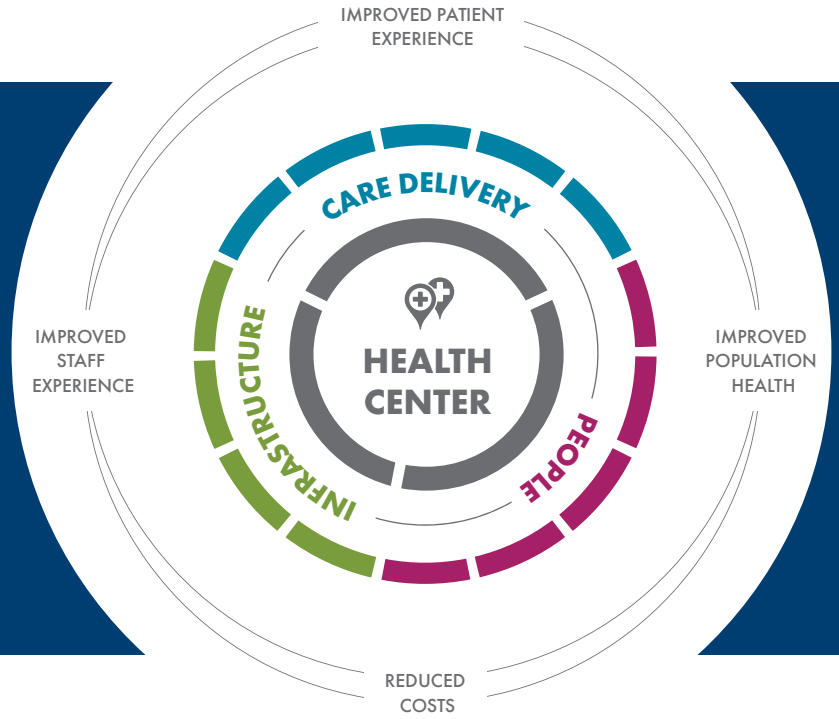 IMPROVED PATIENT
EXPERIENCE
CARE DELIVERY
INFRASTRUCTURE
PEOPLE
HEALTH
CENTER
IMPROVED
STAFF
EXPERIENCE
IMPROVED
POPULATION
HEALTH
REDUCED
COSTS